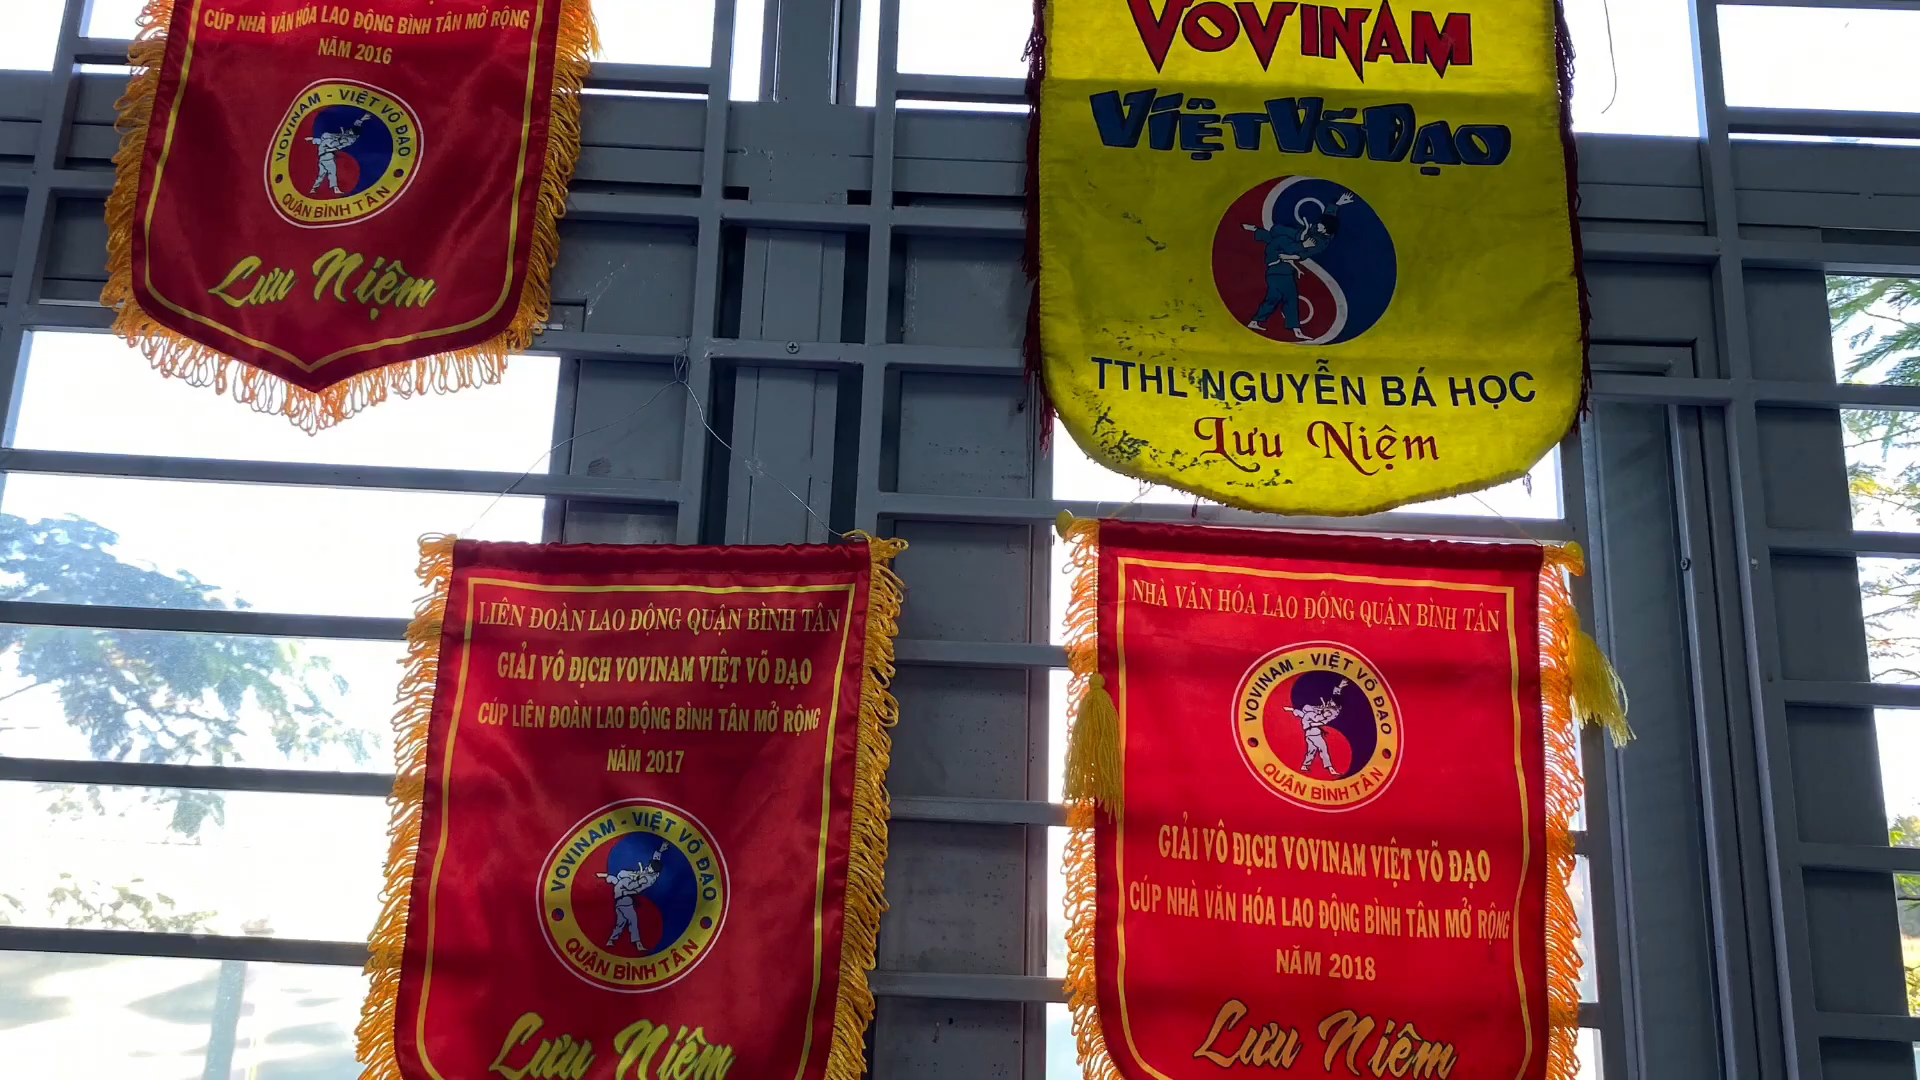 CÚP NHÀ VĂN HÓA LAO ĐỘNG BÌNH TÂN MỞ RỘNG
NĂM 2016
VOVINAM - VIỆT VÕ ĐẠO
QUẬN BÌNH TÂN
Lưu Niệm
VOVINAM
VIỆT VÕ ĐẠO
TTHL NGUYỄN BÁ HỌC
Lưu Niệm
LIÊN ĐOÀN LAO ĐỘNG QUẬN BÌNH TÂN
GIẢI VÔ ĐỊCH VOVINAM VIỆT VÕ ĐẠO
CÚP LIÊN ĐOÀN LAO ĐỘNG BÌNH TÂN MỞ RỘNG
NĂM 2017
VOVINAM - VIỆT VÕ ĐẠO
QUẬN BÌNH TÂN
Lưu Niệm
NHÀ VĂN HÓA LAO ĐỘNG QUẬN BÌNH TÂN
VOVINAM - VIỆT VÕ ĐẠO
QUẬN BÌNH TÂN
GIẢI VÔ ĐỊCH VOVINAM VIỆT VÕ ĐẠO
CÚP NHÀ VĂN HÓA LAO ĐỘNG BÌNH TÂN MỞ RỘNG
NĂM 2018
Lưu Niệm